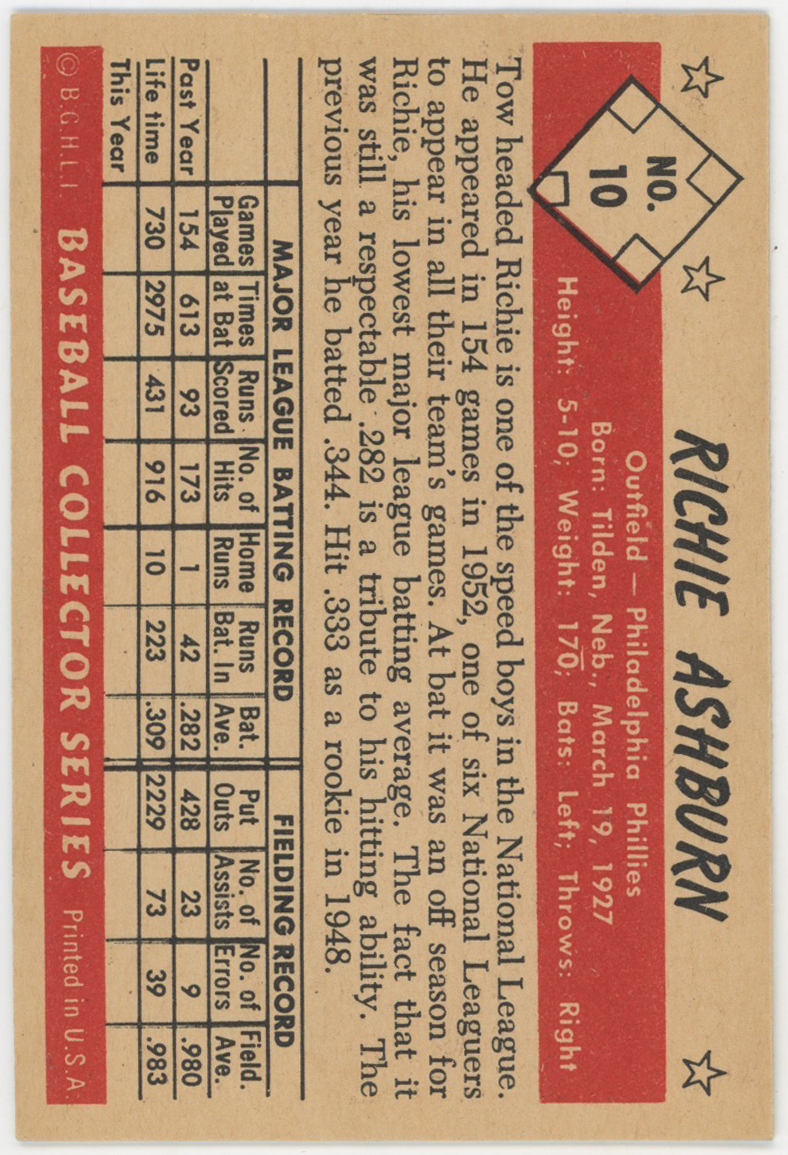 RICHIE ASHBURN
NO.
10
Outfield — Philadelphia Phillies
Born: Tilden, Neb., March 19, 1927
Height: 5-10; Weight: 170; Bats: Left; Throws: Right
Tow headed Richie is one of the speed boys in the National League.
He appeared in 154 games in 1952, one of six National Leaguers
to appear in all their team's games. At bat it was an off season for
Richie, his lowest major league batting average. The fact that it
was still a respectable .282 is a tribute to his hitting ability. The
previous year he batted .344. Hit .333 as a rookie in 1948.
MAJOR LEAGUE BATTING RECORD FIELDING RECORD
Games Times Runs No. of Home Runs Bat. Put No. of No. of Field.
Played at Bat Scored Hits Runs Bat. In Ave. Outs Assists Errors Ave.
Past Year 154 613 93 173 1 42 .282 428 23 9 .980
Life time 730 2975 431 916 10 223 .309 2229 73 39 .983
This Year
© B.G.H.L.I. BASEBALL COLLECTOR SERIES Printed in U.S.A.